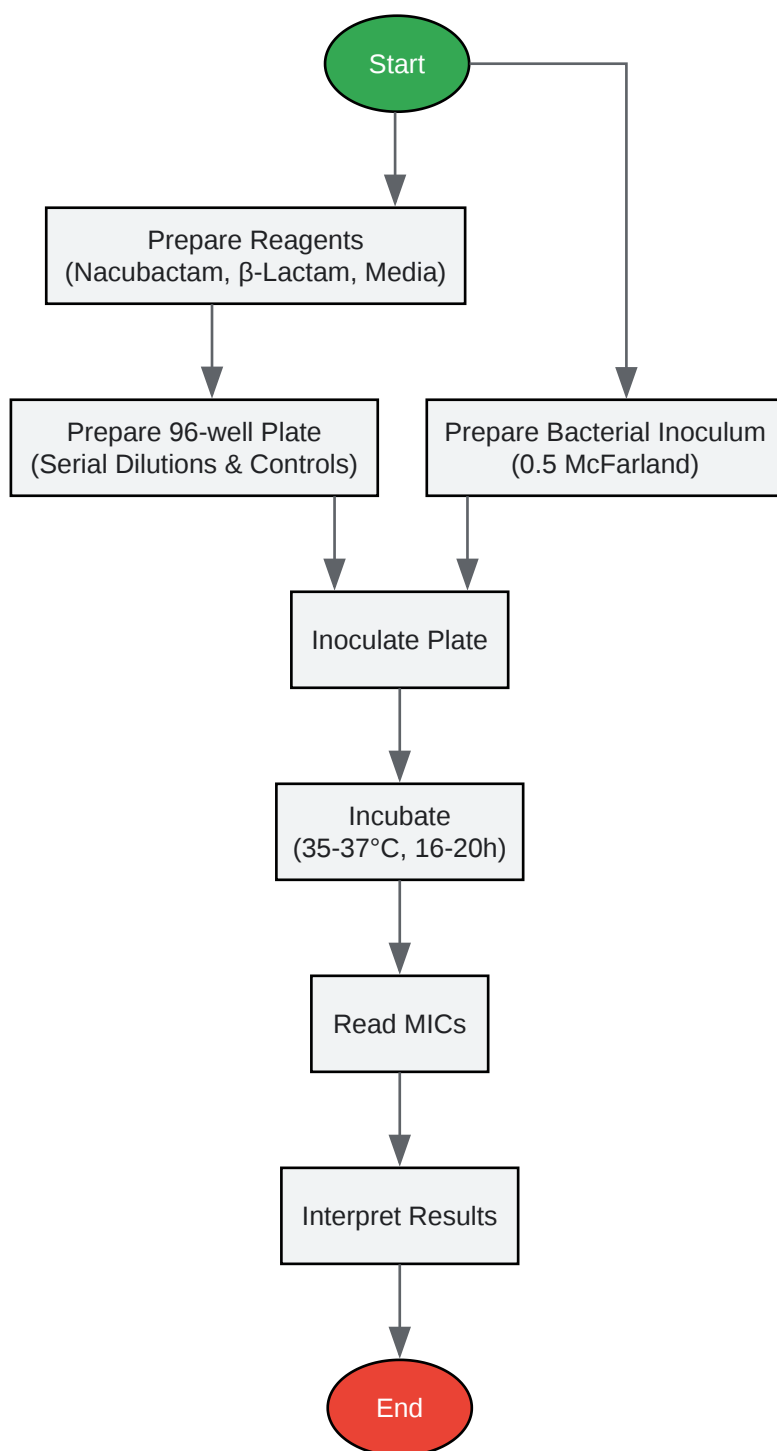 Start
Prepare Reagents
(Nacubactam, β-Lactam, Media)
Prepare 96-well Plate
(Serial Dilutions & Controls)
Prepare Bacterial Inoculum
(0.5 McFarland)
Inoculate Plate
Incubate
(35-37°C, 16-20h)
Read MICs
Interpret Results
End